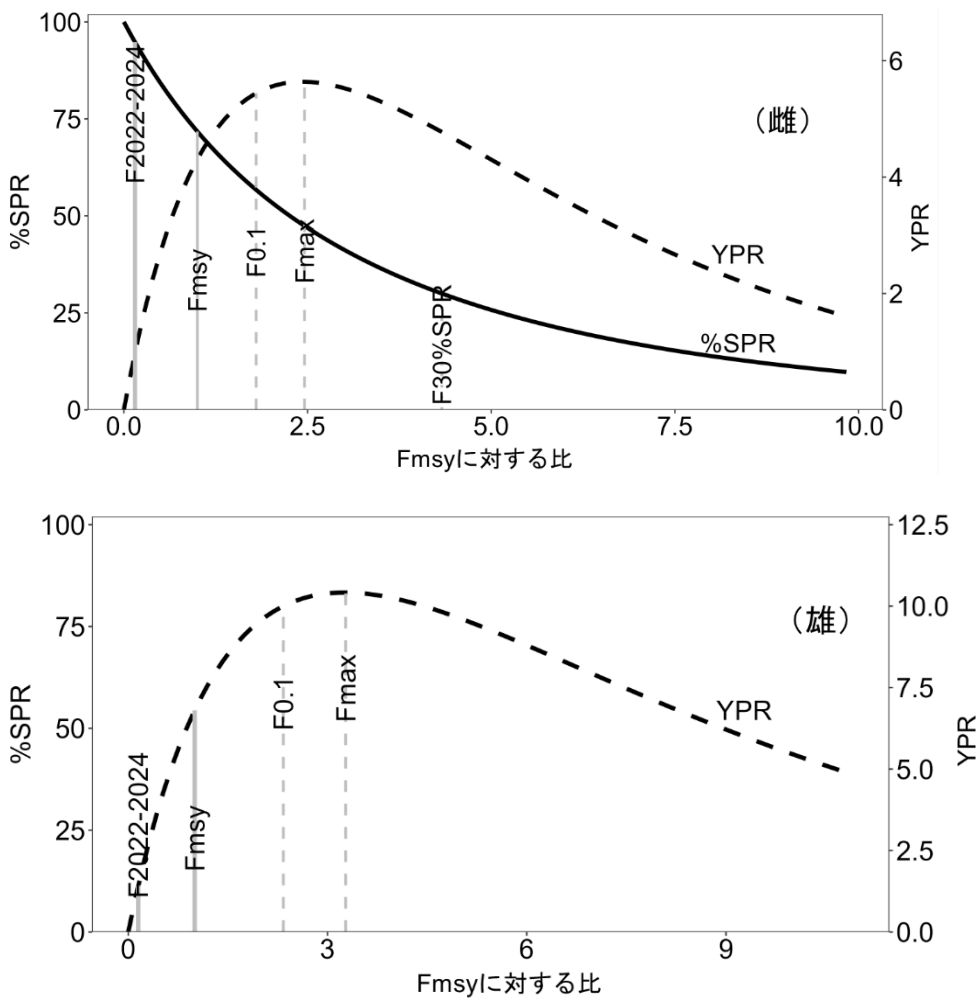 100
75
50
25
0
%SPR
6
4
2
0
YPR
(雌)
F2022-2024
Fmsy
F0.1
Fmax
F30%SPR
YPR
%SPR
0.0
2.5
5.0
7.5
10.0
Fmsyに対する比
100
75
50
25
0
%SPR
12.5
10.0
7.5
5.0
2.5
0.0
YPR
(雄)
F2022-2024
Fmsy
F0.1
Fmax
YPR
0
3
6
9
Fmsyに対する比